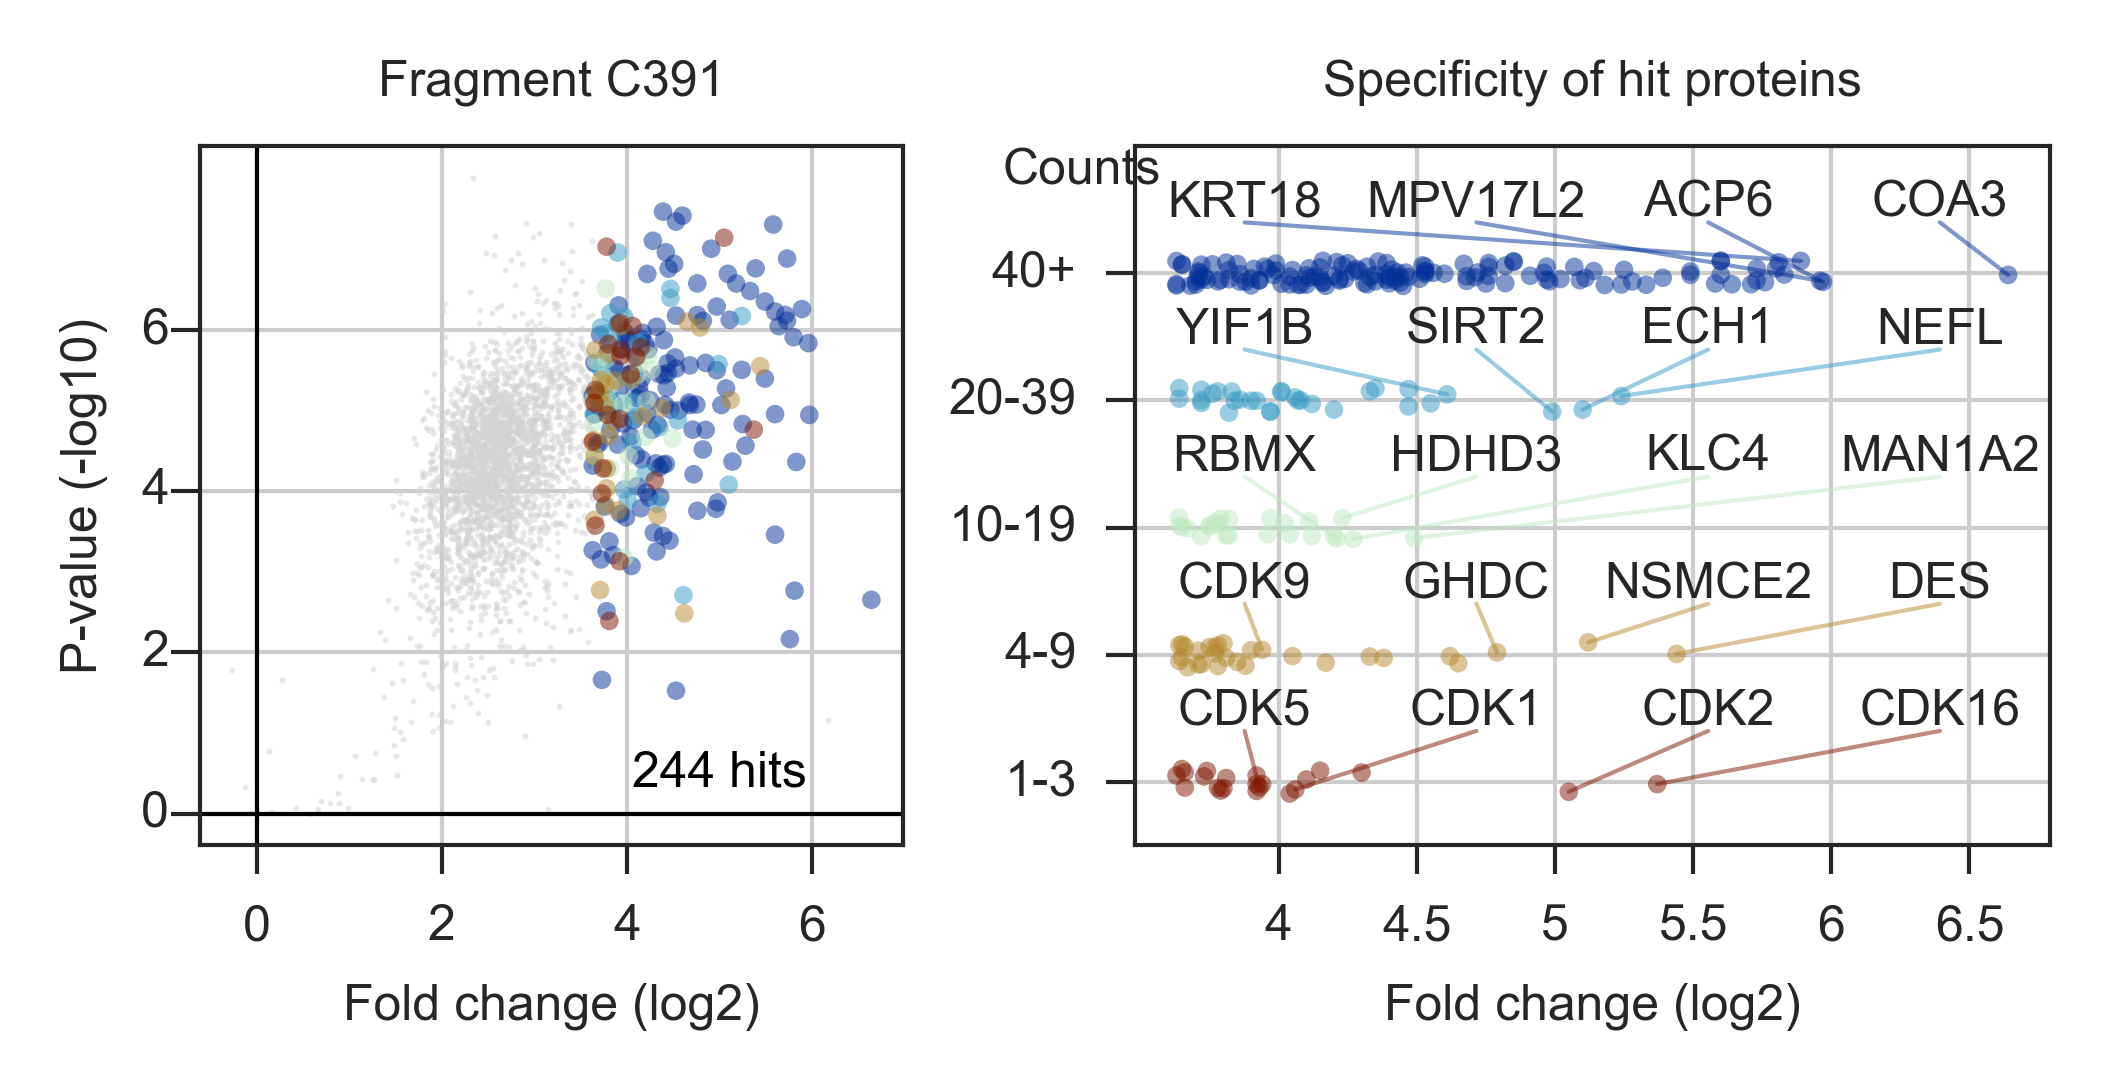 Fragment C391
P-value (-log10)
6
4
2
0
244 hits
0 2 4 6
Fold change (log2)
Specificity of hit proteins
Counts
KRT18 MPV17L2 ACP6 COA3
40+
YIF1B SIRT2 ECH1 NEFL
20-39
RBMX HDHD3 KLC4 MAN1A2
10-19
CDK9 GHDC NSMCE2 DES
4-9
CDK5 CDK1 CDK2 CDK16
1-3
4 4.5 5 5.5 6 6.5
Fold change (log2)